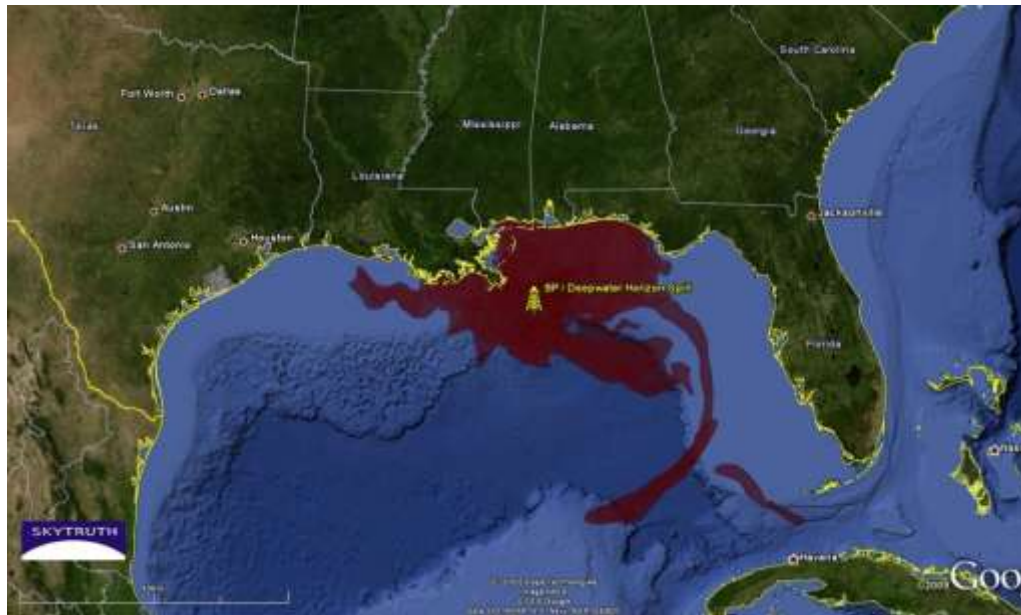 South Carolina
Fort Worth
Dallas
Texas
Mississippi
Alabama
Georgia
Louisiana
Austin
Jacksonville
San Antonio
Houston
BP / Deepwater Horizon Spill
Florida
SKYTRUTH
Havana
©2009
Goo